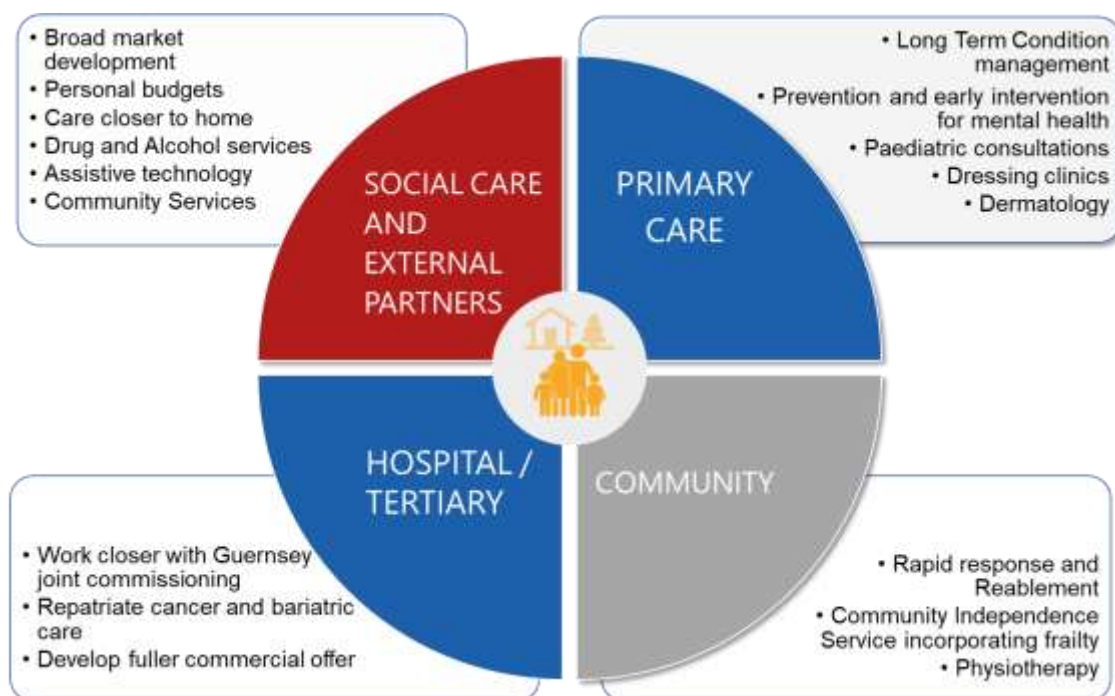 • Broad market
development
• Personal budgets
• Care closer to home
• Drug and Alcohol services
• Assistive technology
• Community Services
SOCIAL CARE
AND
EXTERNAL
PARTNERS
PRIMARY
CARE
• Long Term Condition
management
• Prevention and early intervention
for mental health
• Paediatric consultations
• Dressing clinics
• Dermatology
HOSPITAL /
TERTIARY
• Work closer with Guernsey
joint commissioning
• Repatriate cancer and bariatric
care
• Develop fuller commercial offer
COMMUNITY
• Rapid response and
Reablement
• Community Independence
Service incorporating frailty
• Physiotherapy